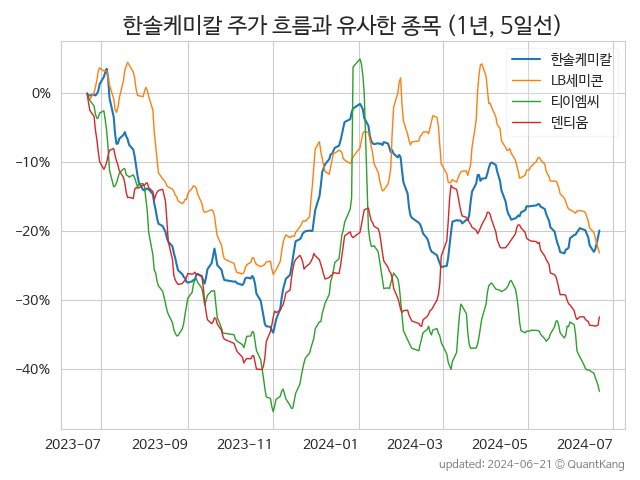 한솔케미칼 주가 흐름과 유사한 종목 (1년, 5일선)
한솔케미칼
LB세미콘
티이엠씨
덴티움
0%
−10%
−20%
−30%
−40%
2023-07
2023-09
2023-11
2024-01
2024-03
2024-05
2024-07
updated: 2024-06-21 © QuantKang